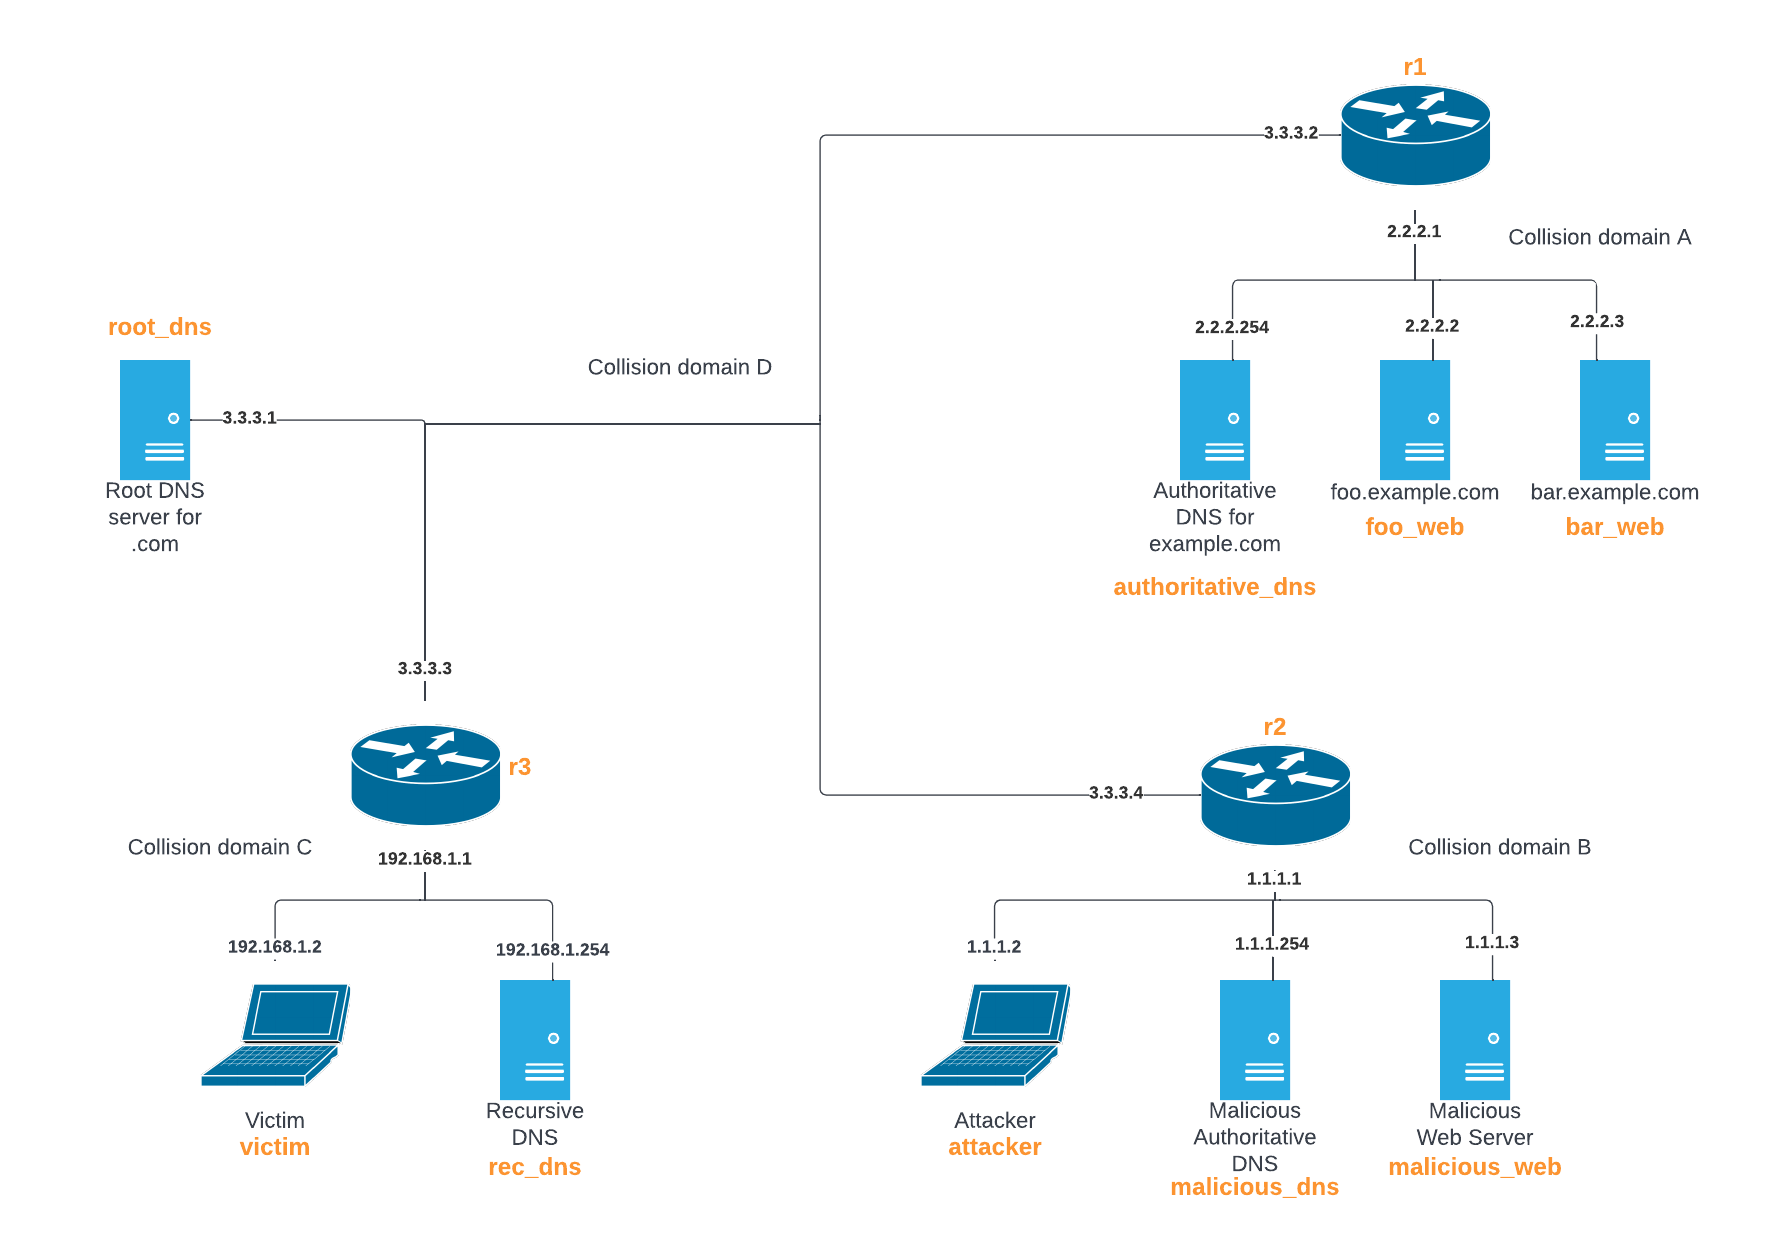 r1
3.3.3.2
2.2.2.1
Collision domain A
root_dns
2.2.2.254
2.2.2.2
2.2.2.3
Collision domain D
3.3.3.1
Root DNS
server for
.com
Authoritative
DNS for
example.com
authoritative_dns
foo.example.com
foo_web
bar.example.com
bar_web
3.3.3.3
r3
r2
3.3.3.4
Collision domain C
192.168.1.1
Collision domain B
1.1.1.1
192.168.1.2
192.168.1.254
1.1.1.2
1.1.1.254
1.1.1.3
Victim
victim
Recursive
DNS
rec_dns
Attacker
attacker
Malicious
Authoritative
DNS
malicious_dns
Malicious
Web Server
malicious_web